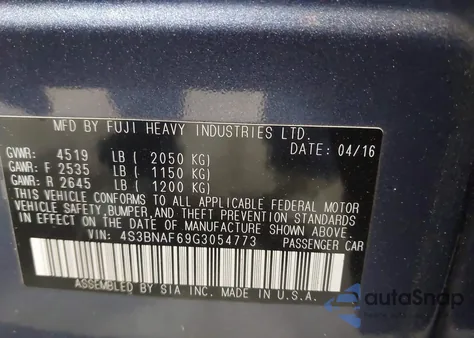 MFD BY FUJI HEAVY INDUSTRIES LTD.
DATE: 04/16
GVWR: 4519 LB ( 2050 KG)
GAWR: F 2535 LB ( 1150 KG)
GAWR: R 2645 LB ( 1200 KG)
THIS VEHICLE CONFORMS TO ALL APPLICABLE FEDERAL MOTOR
VEHICLE SAFETY, BUMPER, AND THEFT PREVENTION STANDARDS
IN EFFECT ON THE DATE OF MANUFACTURE SHOWN ABOVE.
VIN: 4S3BNAF69G3054773 PASSENGER CAR
ASSEMBLED BY SIA INC. MADE IN U.S.A.
autoSnap